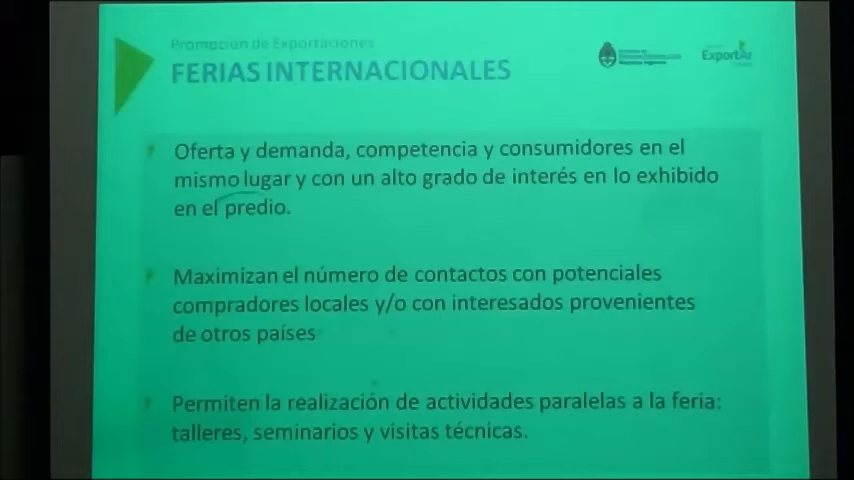 Promoción de Exportaciones
FERIAS INTERNACIONALES
ExportAr
Oferta y demanda, competencia y consumidores en el
mismo lugar y con un alto grado de interés en lo exhibido
en el predio.
Maximizan el número de contactos con potenciales
compradores locales y/o con interesados provenientes
de otros países
Permiten la realización de actividades paralelas a la feria:
talleres, seminarios y visitas técnicas.